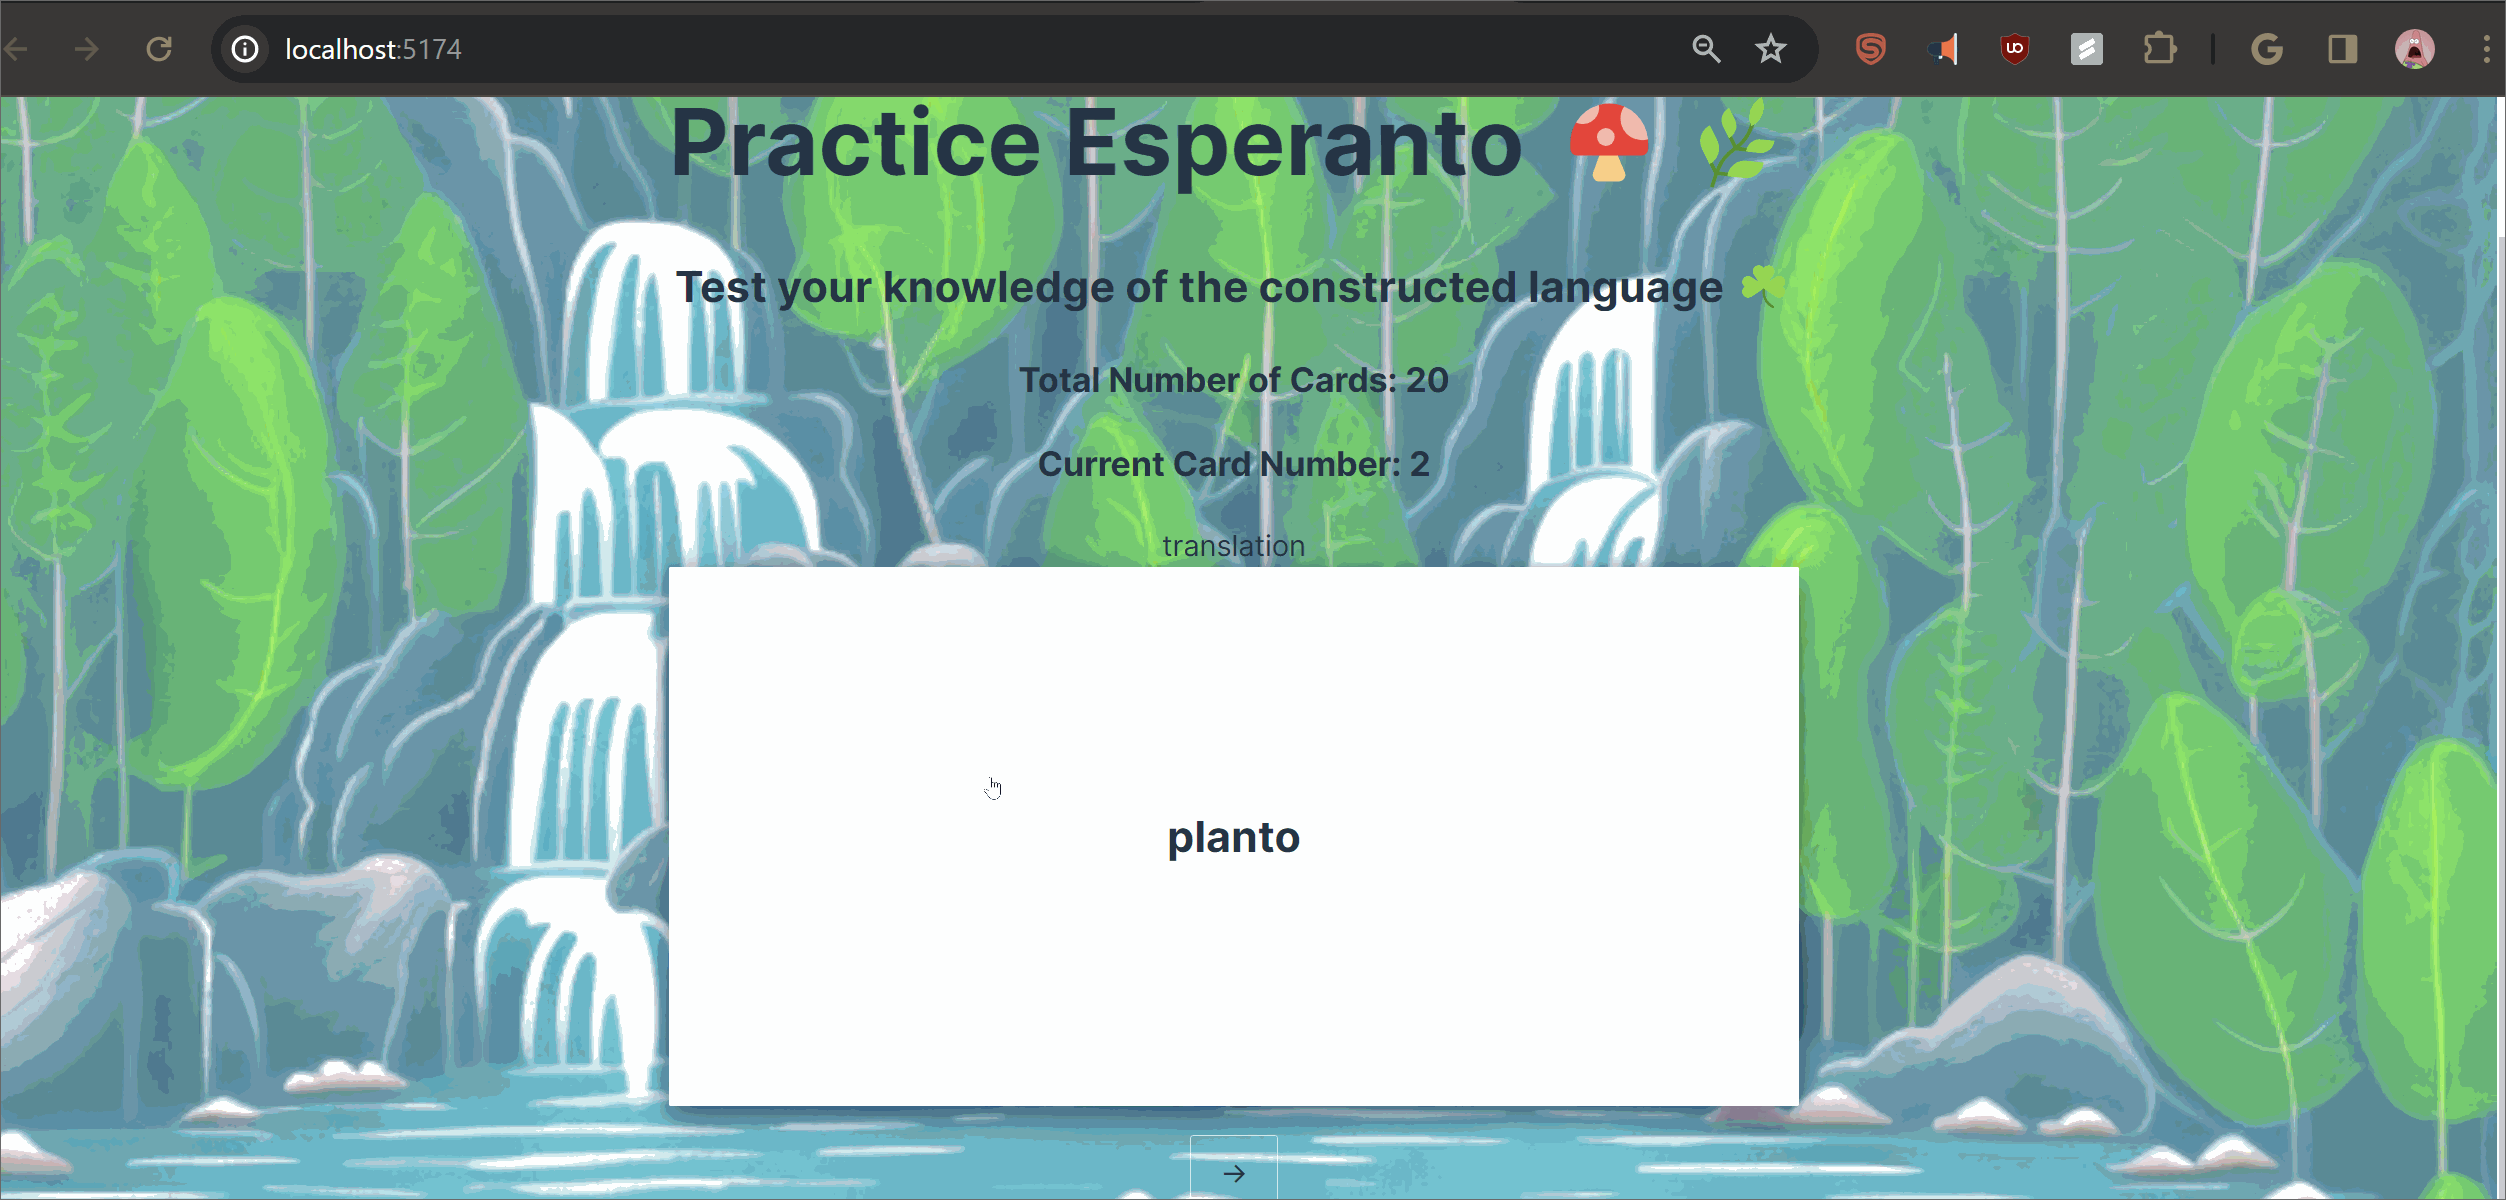 localhost:5174
Practice Esperanto 🍄 🌿
Test your knowledge of the constructed language ☘️
Total Number of Cards: 20
Current Card Number: 2
translation
planto
→